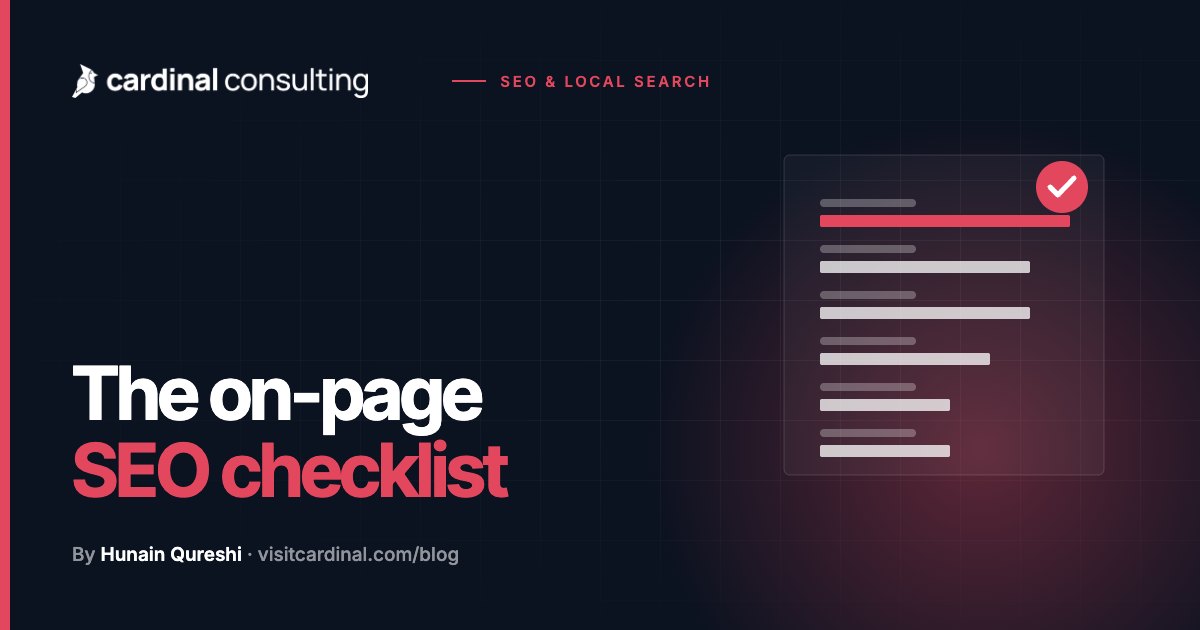 cardinal consulting
SEO & LOCAL SEARCH
The on-page
SEO checklist
By Hunain Qureshi · visitcardinal.com/blog